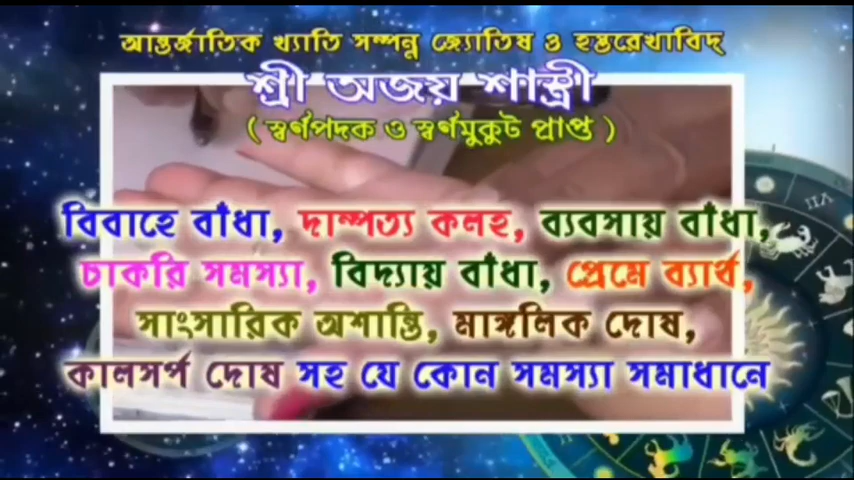 আন্তর্জাতিক খ্যাতি সম্পন্ন জ্যোতিষ ও হস্তরেখাবিদ্
শ্রী অজয় শাস্ত্রী
( স্বর্ণপদক ও স্বর্ণমুকুট প্রাপ্ত )
বিবাহে বাঁধা, দাম্পত্য কলহ, ব্যবসায় বাঁধা,
চাকরি সমস্যা, বিদ্যায় বাঁধা, প্রেমে ব্যার্থ,
সাংসারিক অশান্তি, মাঙ্গলিক দোষ,
কালসর্প দোষ সহ যে কোন সমস্যা সমাধানে